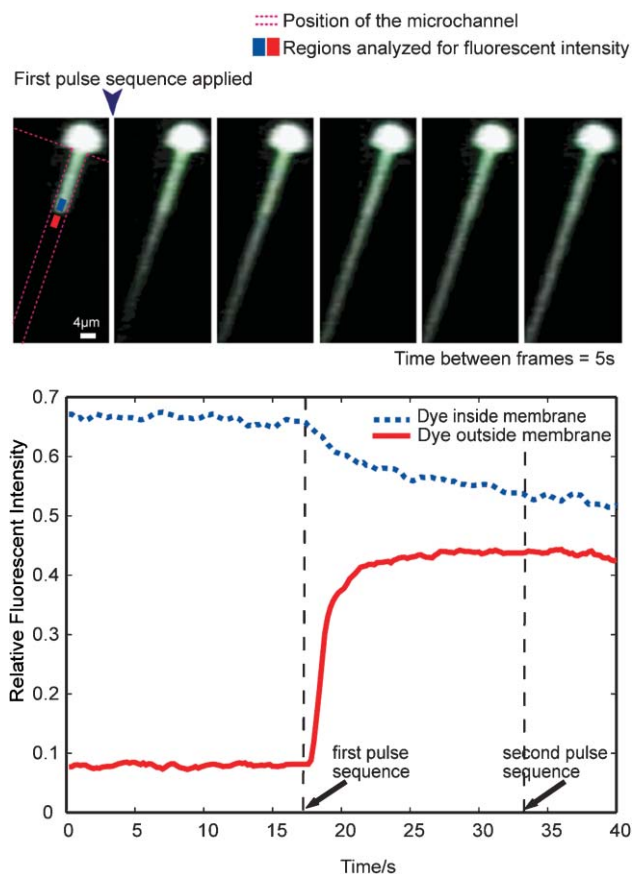 Position of the microchannel
Regions analyzed for fluorescent intensity
First pulse sequence applied
4μm
Time between frames = 5s
Relative Fluorescent Intensity
0.7
0.6
0.5
0.4
0.3
0.2
0.1
0
Dye inside membrane
Dye outside membrane
first pulse
sequence
second pulse
sequence
0
5
10
15
20
25
30
35
40
Time/s